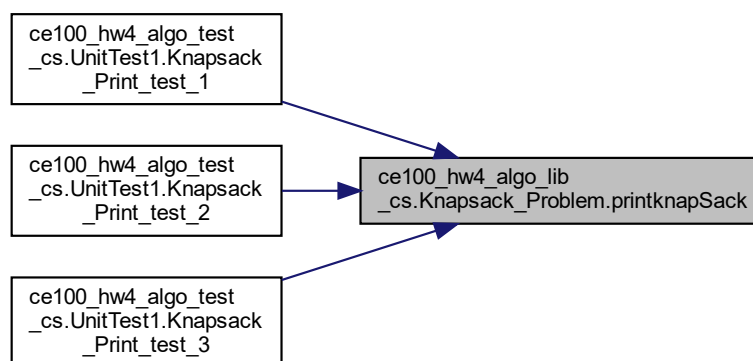 ce100_hw4_algo_test
_cs.UnitTest1.Knapsack
_Print_test_1
ce100_hw4_algo_test
_cs.UnitTest1.Knapsack
_Print_test_2
ce100_hw4_algo_lib
_cs.Knapsack_Problem.printknapSack
ce100_hw4_algo_test
_cs.UnitTest1.Knapsack
_Print_test_3